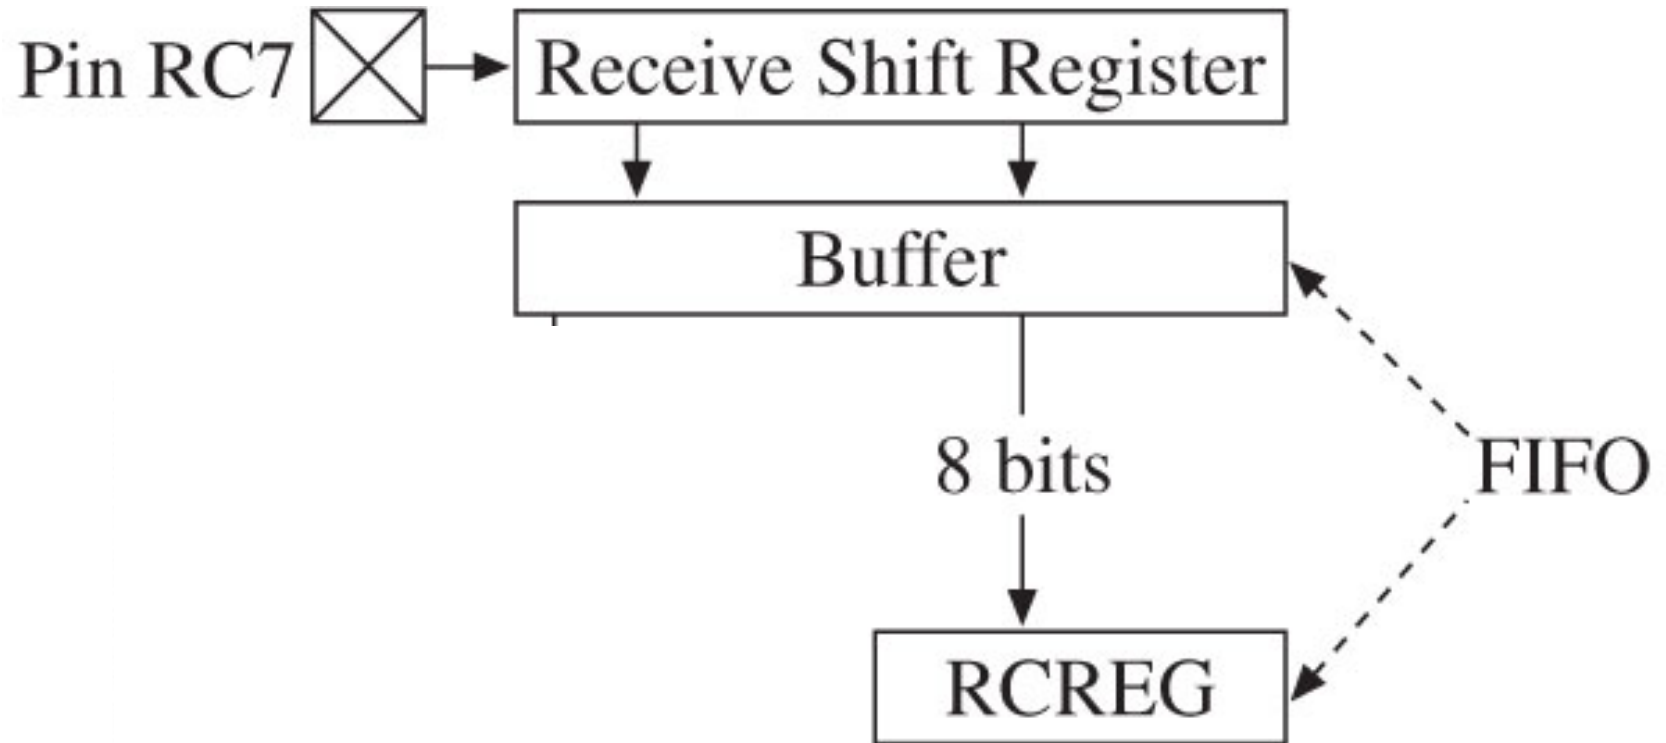 Pin RC7
Receive Shift Register
Buffer
8 bits
FIFO
RCREG